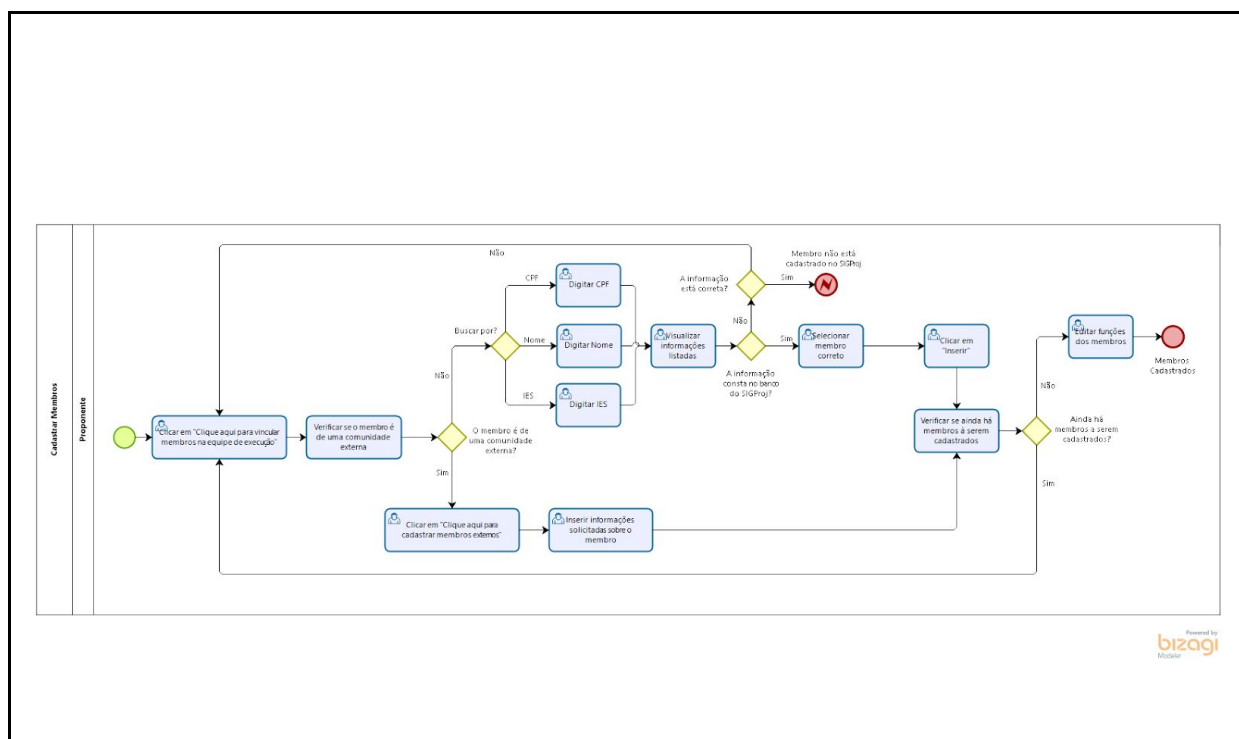 Cadastrar Membros
Proponente
Clicar em "Clique aqui para vincular
membros na equipe de execução"
Verificar se o membro é
de uma comunidade
externa
O membro é de
uma comunidade
externa?
Não
Sim
Buscar por?
CPF
Nome
IES
Digitar CPF
Digitar Nome
Digitar IES
Visualizar
informações
listadas
A informação
consta no banco
do SIGProj?
Não
Sim
A informação
está correta?
Não
Sim
Membro não está
cadastrado no SIGProj
Selecionar
membro
correto
Clicar em
"Inserir"
Clicar em "Clique aqui para
cadastrar membros externos"
Inserir informações
solicitadas sobre o
membro
Verificar se ainda há
membros à serem
cadastrados
Ainda há
membros a serem
cadastrados?
Não
Sim
Editar funções
dos membros
Membros
Cadastrados
Powered by
bizagi
Modeler